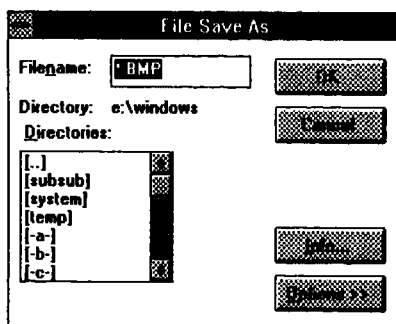 File Save As
Filename: *.BMP
OK
Directory: e:\windows
Cancel
Directories:
[..]
[subsub]
[system]
[temp]
[-a-]
[-b-]
[-c-]
Info...
Options >>